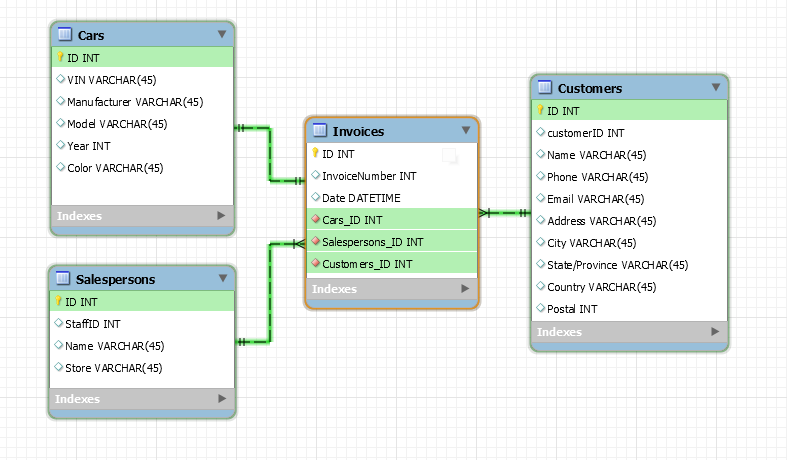 Cars
ID INT
VIN VARCHAR(45)
Manufacturer VARCHAR(45)
Model VARCHAR(45)
Year INT
Color VARCHAR(45)
Indexes
Salespersons
ID INT
StaffID INT
Name VARCHAR(45)
Store VARCHAR(45)
Indexes
Invoices
ID INT
InvoiceNumber INT
Date DATETIME
Cars_ID INT
Salespersons_ID INT
Customers_ID INT
Indexes
Customers
ID INT
customerID INT
Name VARCHAR(45)
Phone VARCHAR(45)
Email VARCHAR(45)
Address VARCHAR(45)
City VARCHAR(45)
State/Province VARCHAR(45)
Country VARCHAR(45)
Postal INT
Indexes